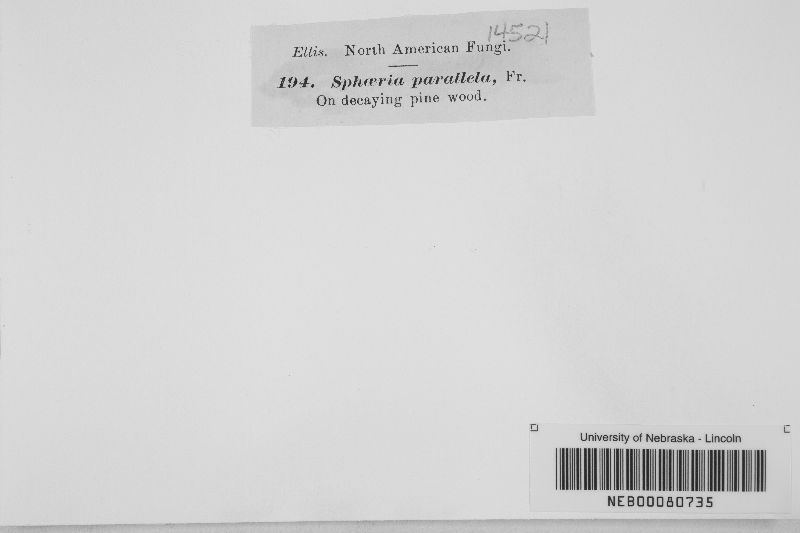 14521
Ellis. North American Fungi.
194. Sphæria parallela, Fr.
On decaying pine wood.
University of Nebraska - Lincoln
NEB00080735